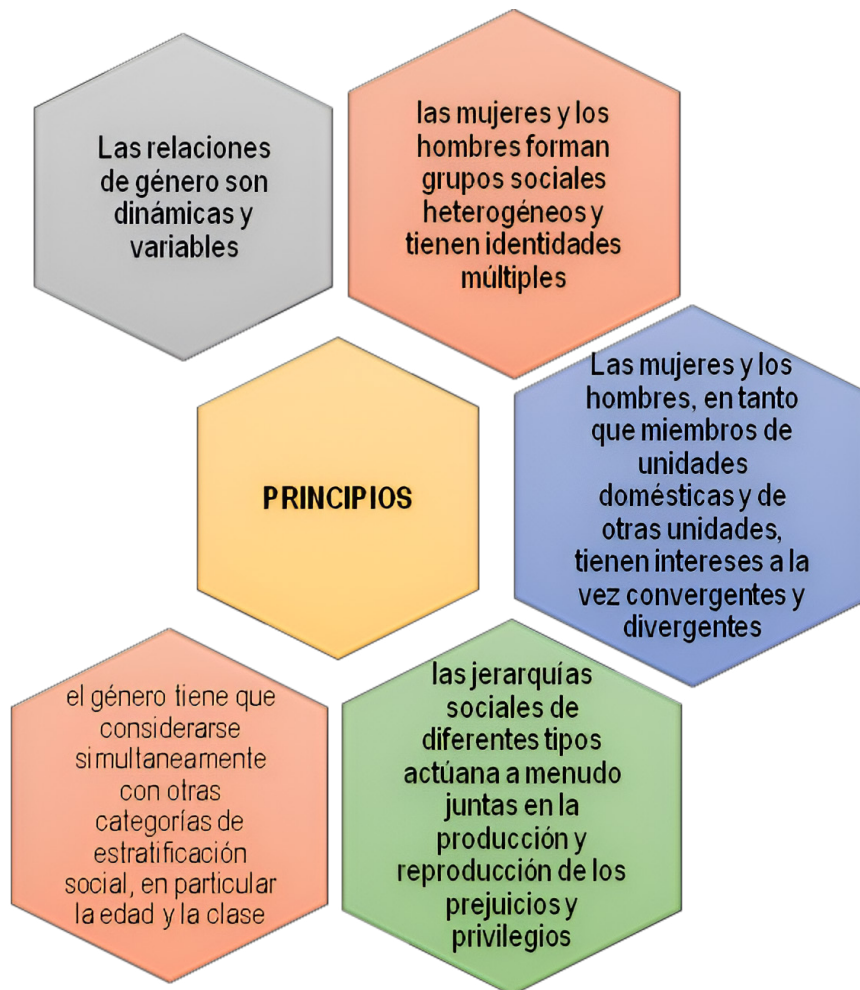 Las relaciones
de género son
dinámicas y
variables
las mujeres y los
hombres forman
grupos sociales
heterogéneos y
tienen identidades
múltiples
PRINCIPIOS
Las mujeres y los
hombres, en tanto
que miembros de
unidades
domésticas y de
otras unidades,
tienen intereses a la
vez convergentes y
divergentes
el género tiene que
considerarse
simultaneamente
con otras
categorías de
estratificación
social, en particular
la edad y la clase
las jerarquías
sociales de
diferentes tipos
actúana a menudo
juntas en la
producción y
reproducción de los
prejuicios y
privilegios